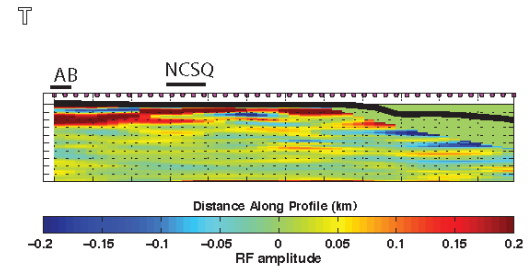 T
AB
NCSQ
Distance Along Profile (km)
−0.2 −0.15 −0.1 −0.05 0 0.05 0.1 0.15 0.2
RF amplitude